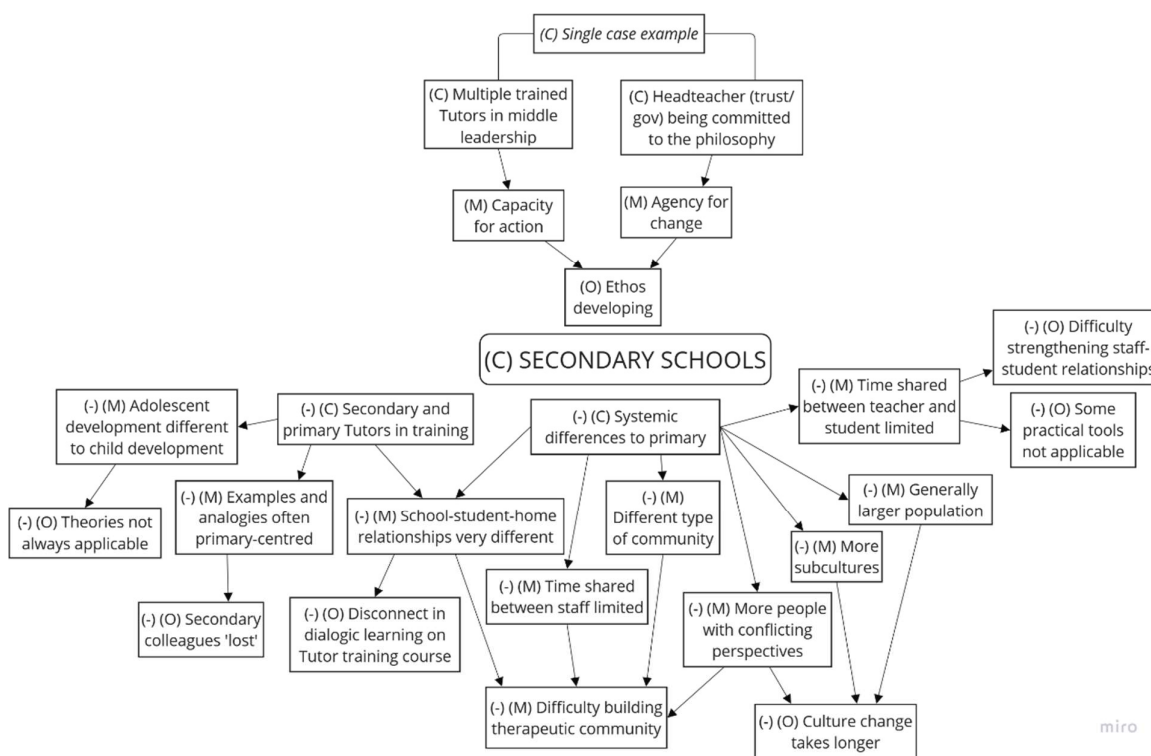 (C) Single case example
(C) Multiple trained
Tutors in middle
leadership
(C) Headteacher (trust/
gov) being committed
to the philosophy
(M) Capacity
for action
(M) Agency for
change
(O) Ethos
developing
(C) SECONDARY SCHOOLS
(-) (O) Difficulty
strengthening staff-
student relationships
(-) (M) Adolescent
development different
to child development
(-) (C) Secondary and
primary Tutors in training
(-) (C) Systemic
differences to primary
(-) (M) Time shared
between teacher and
student limited
(-) (O) Some
practical tools
not applicable
(-) (O) Theories not
always applicable
(-) (M) Examples and
analogies often
primary-centred
(-) (M) School-student-home
relationships very different
(-) (M)
Different type
of community
(-) (M) Generally
larger population
(-) (M) More
subcultures
(-) (O) Secondary
colleagues 'lost'
(-) (O) Disconnect in
dialogic learning on
Tutor training course
(-) (M) Time shared
between staff limited
(-) (M) More people
with conflicting
perspectives
(-) (M) Difficulty building
therapeutic community
(-) (O) Culture change
takes longer
miro